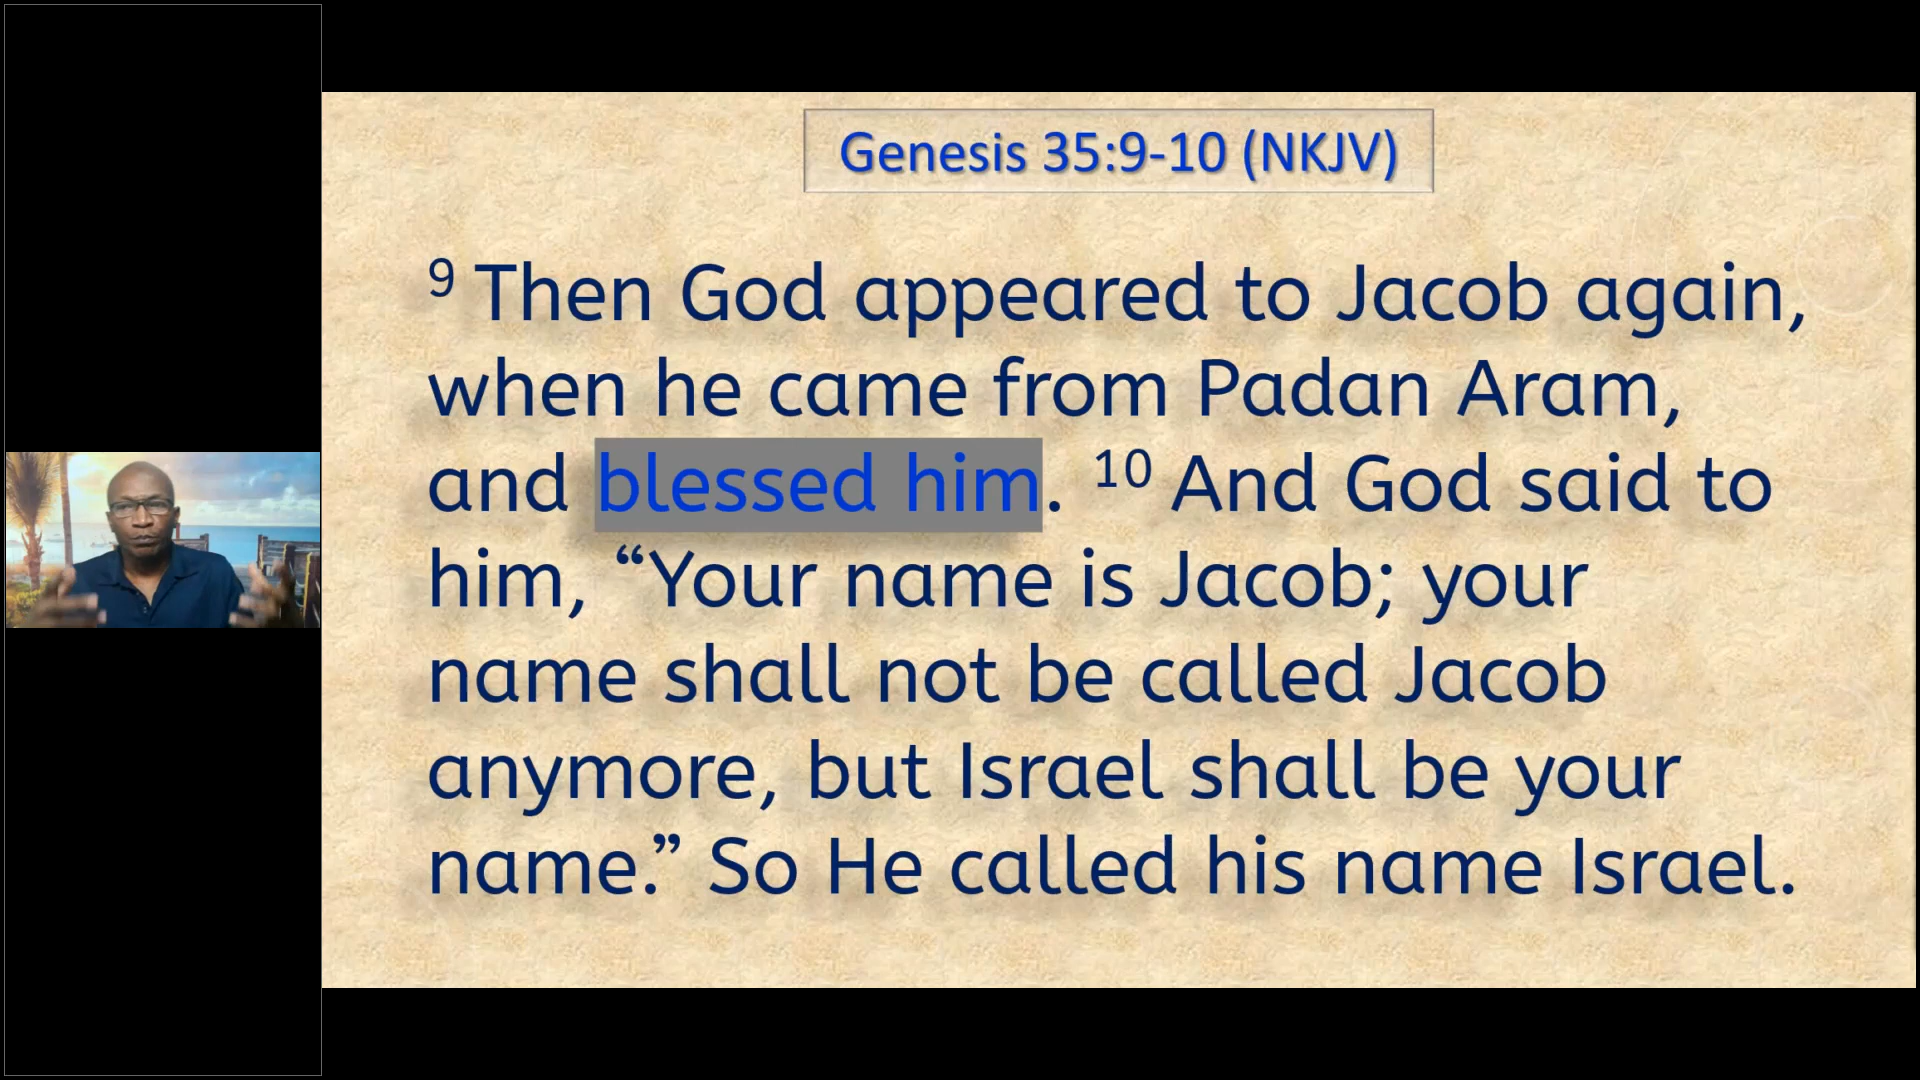 Genesis 35:9-10 (NKJV)
9 Then God appeared to Jacob again,
when he came from Padan Aram,
and blessed him. 10 And God said to
him, “Your name is Jacob; your
name shall not be called Jacob
anymore, but Israel shall be your
name.” So He called his name Israel.